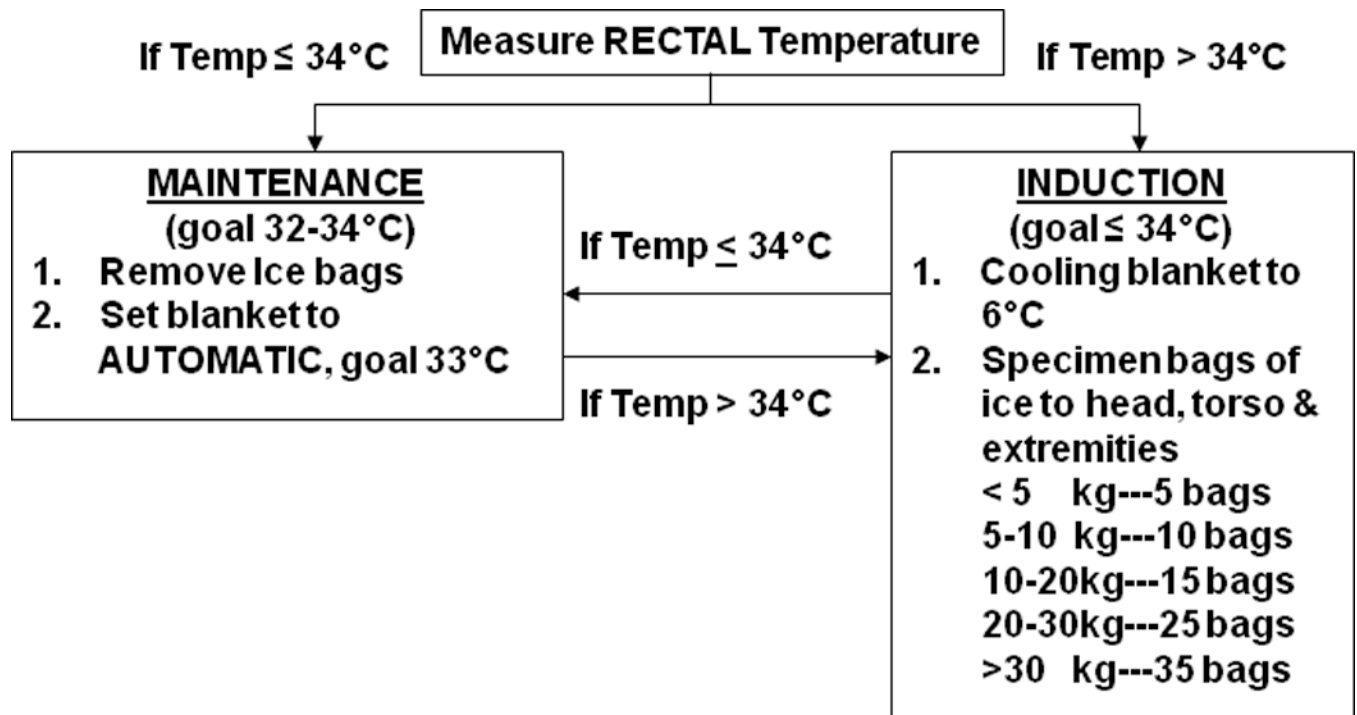 Measure RECTAL Temperature
If Temp ≤ 34°C
If Temp > 34°C
MAINTENANCE
(goal 32-34°C)
1. Remove Ice bags
2. Set blanket to
AUTOMATIC, goal 33°C
If Temp ≤ 34°C
If Temp > 34°C
INDUCTION
(goal ≤ 34°C)
1. Cooling blanket to
6°C
2. Specimen bags of
ice to head, torso &
extremities
< 5 kg---5 bags
5-10 kg---10 bags
10-20kg---15 bags
20-30kg---25 bags
>30 kg---35 bags